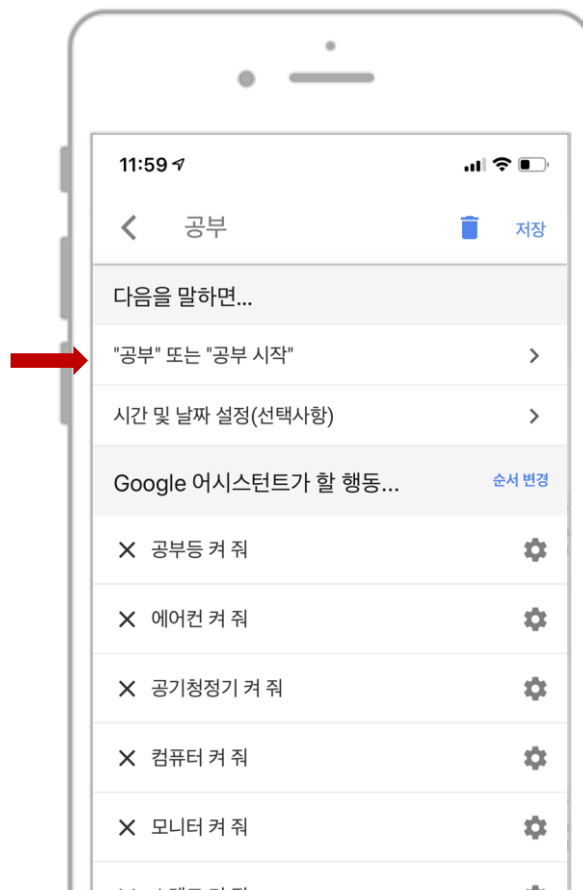 11:59
공부 저장
다음을 말하면...
"공부" 또는 "공부 시작"
시간 및 날짜 설정(선택사항)
Google 어시스턴트가 할 행동... 순서 변경
공부등 켜 줘
에어컨 켜 줘
공기청정기 켜 줘
컴퓨터 켜 줘
모니터 켜 줘